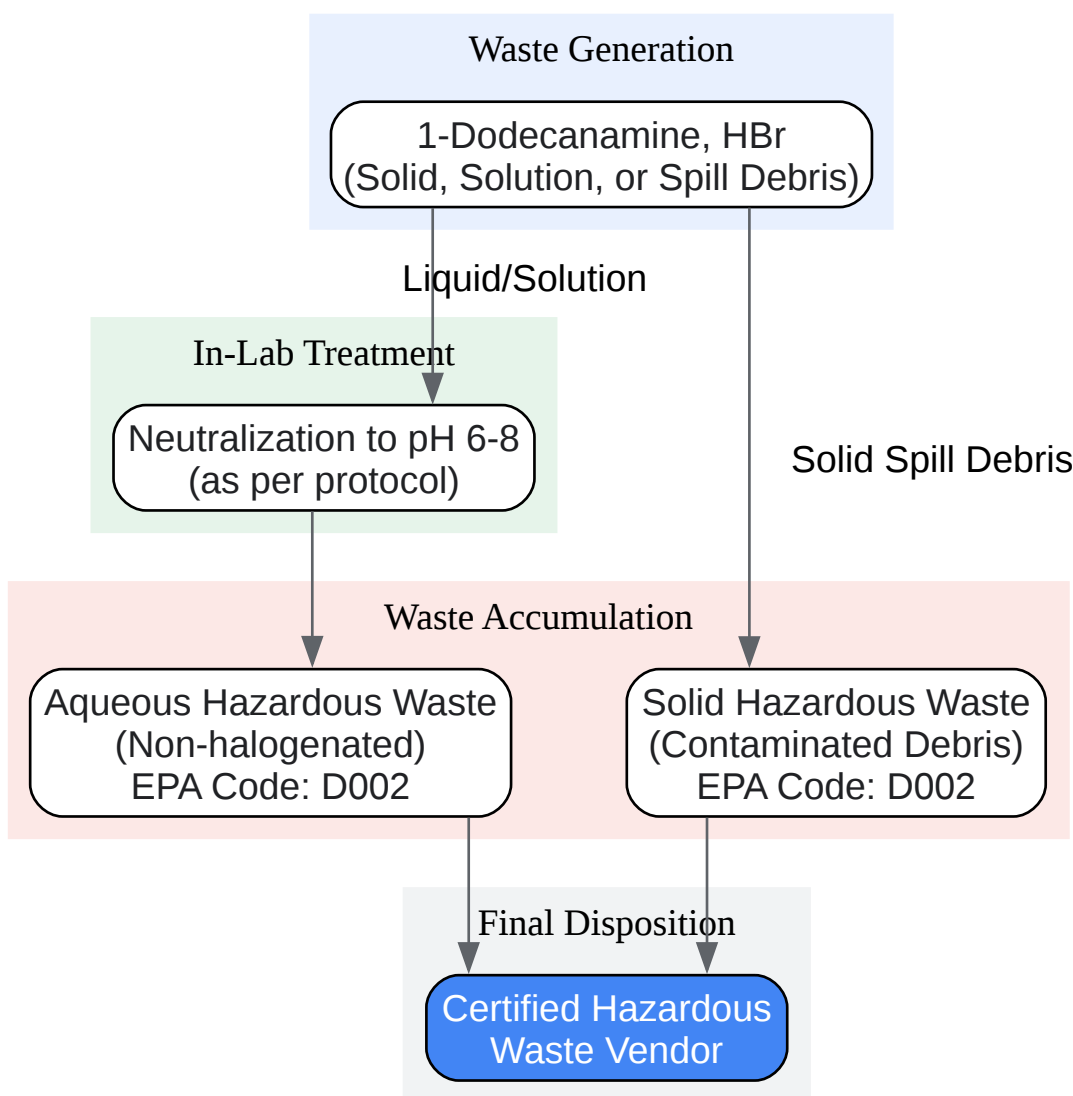 Waste Generation
1-Dodecanamine, HBr
(Solid, Solution, or Spill Debris)
Liquid/Solution
In-Lab Treatment
Neutralization to pH 6-8
(as per protocol)
Solid Spill Debris
Waste Accumulation
Aqueous Hazardous Waste
(Non-halogenated)
EPA Code: D002
Solid Hazardous Waste
(Contaminated Debris)
EPA Code: D002
Final Disposition
Certified Hazardous
Waste Vendor